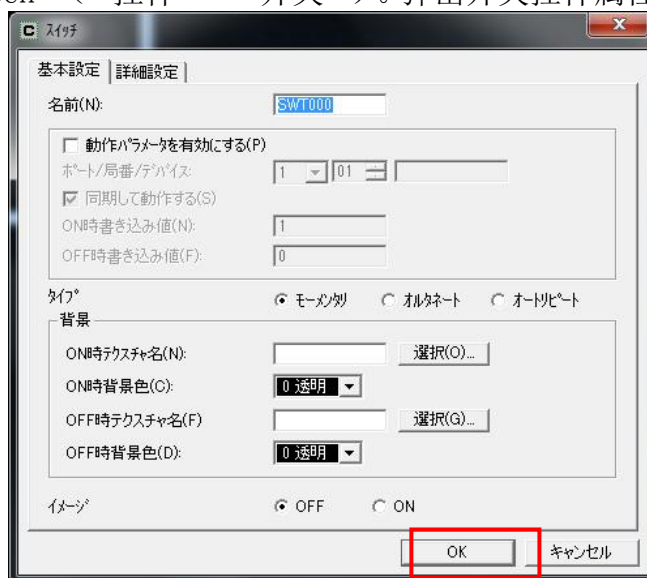 スイッチ
基本設定 詳細設定
名前(N): SWT000
動作パラメータを有効にする(P)
ポート/局番/デバイス: 1 01
同期して動作する(S)
ON時書き込み値(N): 1
OFF時書き込み値(F): 0
タイプ モーメンタリ オルタネート オートリピート
背景
ON時テクスチャ名(N): 選択(O)...
ON時背景色(C): 0 透明
OFF時テクスチャ名(F) 選択(G)...
OFF時背景色(D): 0 透明
イメージ OFF ON
OK キャンセル